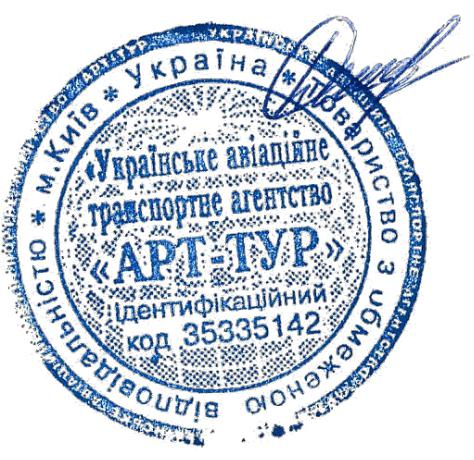 Україна * Товариство з обмеженою відповідальністю * м.Київ *
«Українське авіаційне
транспортне агентство
«АРТ-ТУР»
Ідентифікаційний
код 35335142